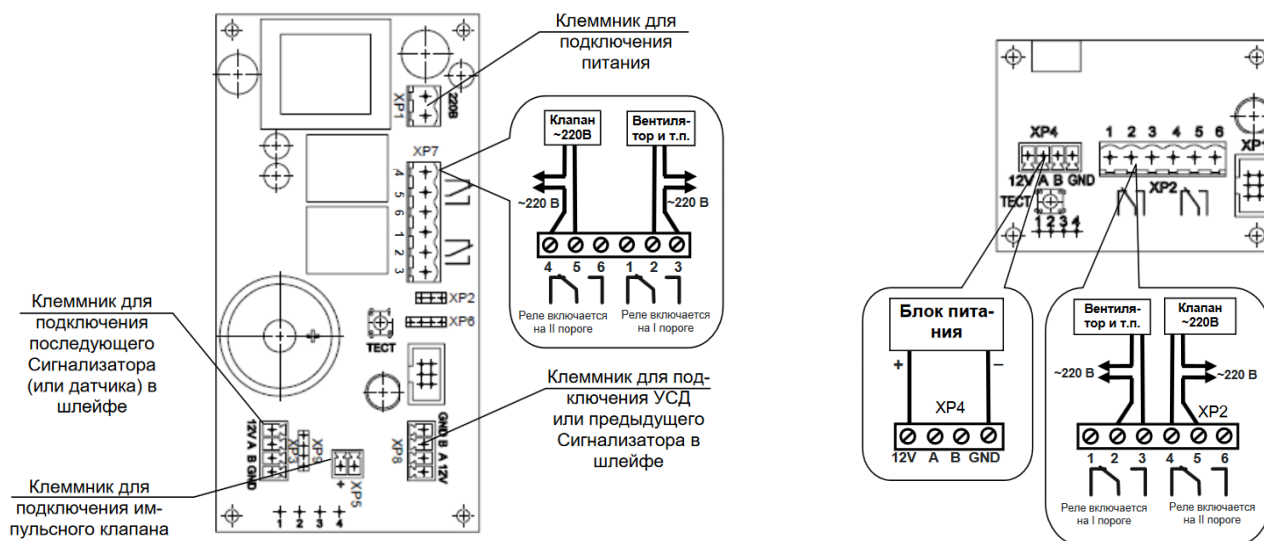 Клеммник для
подключения
питания
XP1
220В
XP7
4
5
6
1
2
3
Клапан
~220В
Вентиля-
тор и т.п.
~220 В
~220 В
4 5 6 1 2 3
Реле включается
на II пороге
Реле включается
на I пороге
XP2
XP6
ТЕСТ
Клеммник для
подключения
последующего
Сигнализатора
(или датчика) в
шлейфе
Клеммник для под-
ключения УСД
или предыдущего
Сигнализатора в
шлейфе
12V A B GND
XP3
XP9
+
XP5
XP8
GND B A 12V
Клеммник для
подключения им-
пульсного клапана
1 2 3 4
XP4
12V A B GND
ТЕСТ
1 2 3 4
1 2 3 4 5 6
XP2
XP1
Блок пита-
ния
+ −
XP4
12V A B GND
Вентиля-
тор и т.п.
Клапан
~220В
~220 В
~220 В
XP2
1 2 3 4 5 6
Реле включается
на I пороге
Реле включается
на II пороге